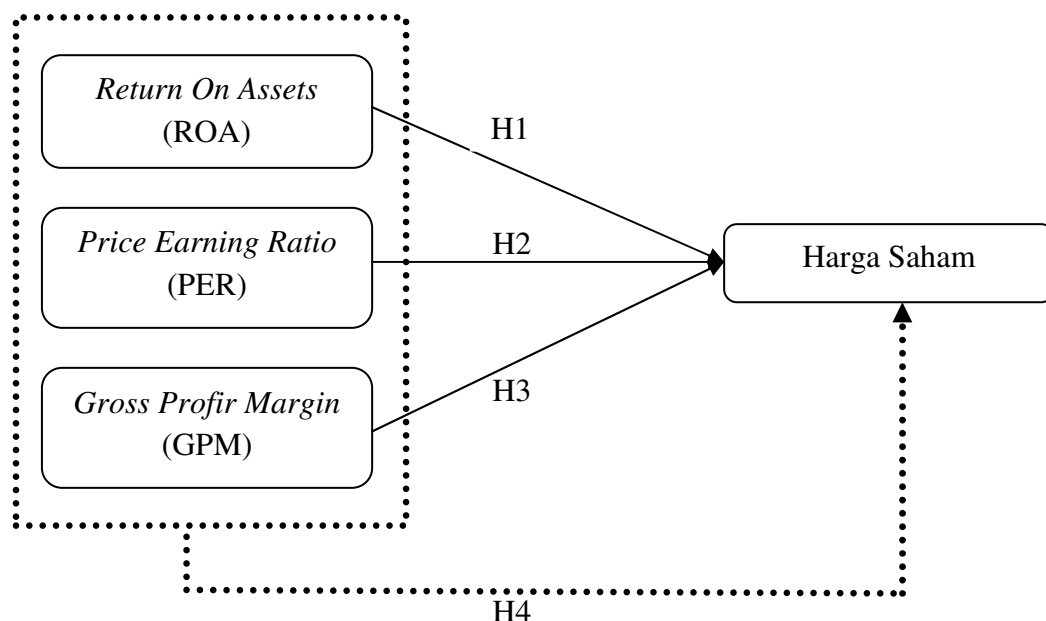 Return On Assets
(ROA)
H1
Price Earning Ratio
(PER)
H2
Harga Saham
Gross Profir Margin
(GPM)
H3
H4